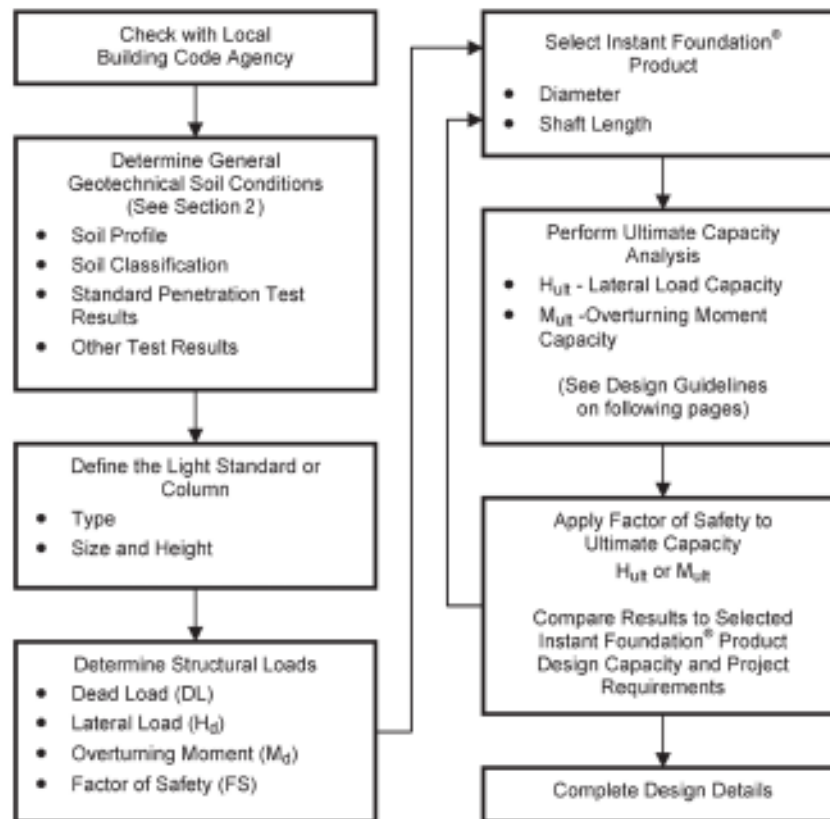 Check with Local
Building Code Agency
Determine General
Geotechnical Soil Conditions
(See Section 2)
• Soil Profile
• Soil Classification
• Standard Penetration Test
Results
• Other Test Results
Define the Light Standard or
Column
• Type
• Size and Height
Determine Structural Loads
• Dead Load (DL)
• Lateral Load (Hd)
• Overturning Moment (Md)
• Factor of Safety (FS)
Select Instant Foundation®
Product
• Diameter
• Shaft Length
Perform Ultimate Capacity
Analysis
• Hult - Lateral Load Capacity
• Mult -Overturning Moment
Capacity
(See Design Guidelines
on following pages)
Apply Factor of Safety to
Ultimate Capacity
Hult or Mult
Compare Results to Selected
Instant Foundation® Product
Design Capacity and Project
Requirements
Complete Design Details